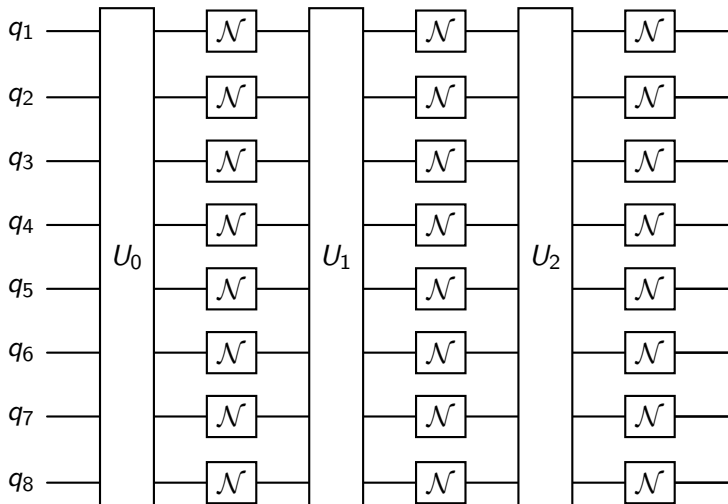 q₁ 𝒩 𝒩 𝒩
q₂ 𝒩 𝒩 𝒩
q₃ 𝒩 𝒩 𝒩
q₄ 𝒩 𝒩 𝒩
U₀ U₁ U₂
q₅ 𝒩 𝒩 𝒩
q₆ 𝒩 𝒩 𝒩
q₇ 𝒩 𝒩 𝒩
q₈ 𝒩 𝒩 𝒩